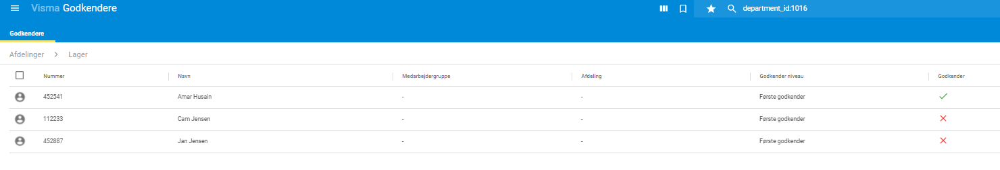 Visma Godkendere
department_id:1016
Godkendere
Afdelinger > Lager
Nummer Navn Medarbejdergruppe Afdeling Godkender niveau Godkender
452541 Amar Husain - - Første godkender
112233 Cam Jensen - - Første godkender
452887 Jan Jensen - - Første godkender